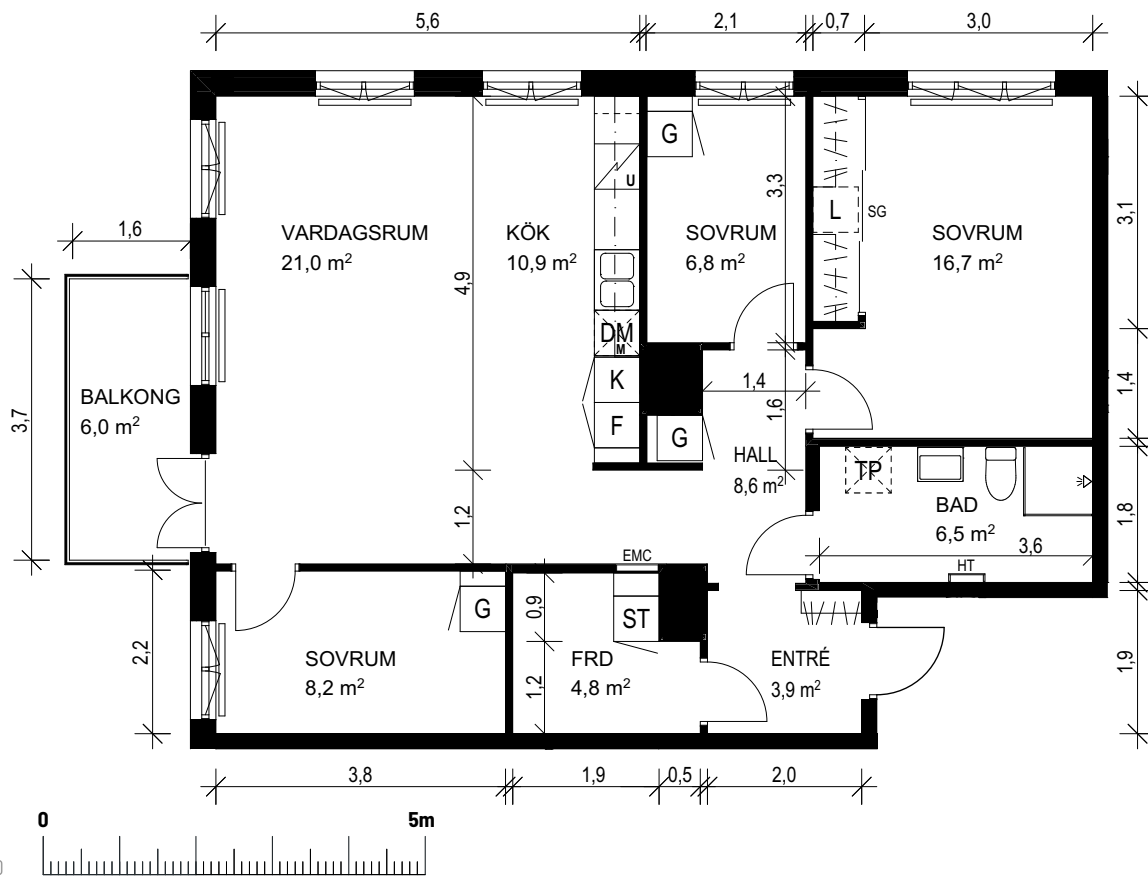 5,6
2,1
0,7
3,0
G
U
3,3
L
SG
3,1
1,6
VARDAGSRUM
21,0 m²
KÖK
10,9 m²
SOVRUM
6,8 m²
SOVRUM
16,7 m²
4,9
DM
M
K
F
BALKONG
6,0 m²
3,7
1,4
1,6
1,4
G
HALL
8,6 m²
TP
BAD
6,5 m²
1,8
1,2
EMC
3,6
HT
G
0,9
ST
2,2
SOVRUM
8,2 m²
FRD
4,8 m²
1,2
ENTRÉ
3,9 m²
1,9
3,8
1,9
0,5
2,0
0
5m